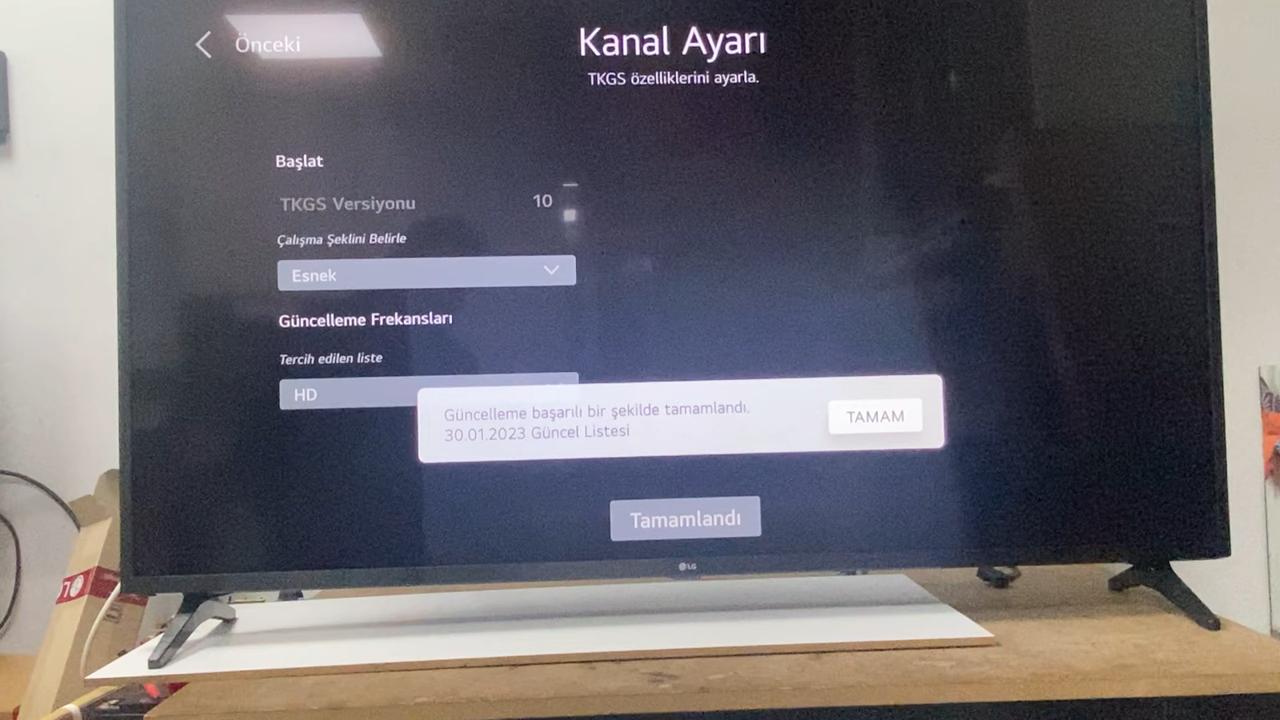 Önceki
Kanal Ayarı
TKGS özelliklerini ayarla.
Başlat
TKGS Versiyonu 10
Çalışma Şeklini Belirle
Esnek
Güncelleme Frekansları
Tercih edilen liste
HD
Güncelleme başarılı bir şekilde tamamlandı.
30.01.2023 Güncel Listesi
TAMAM
Tamamlandı
LG